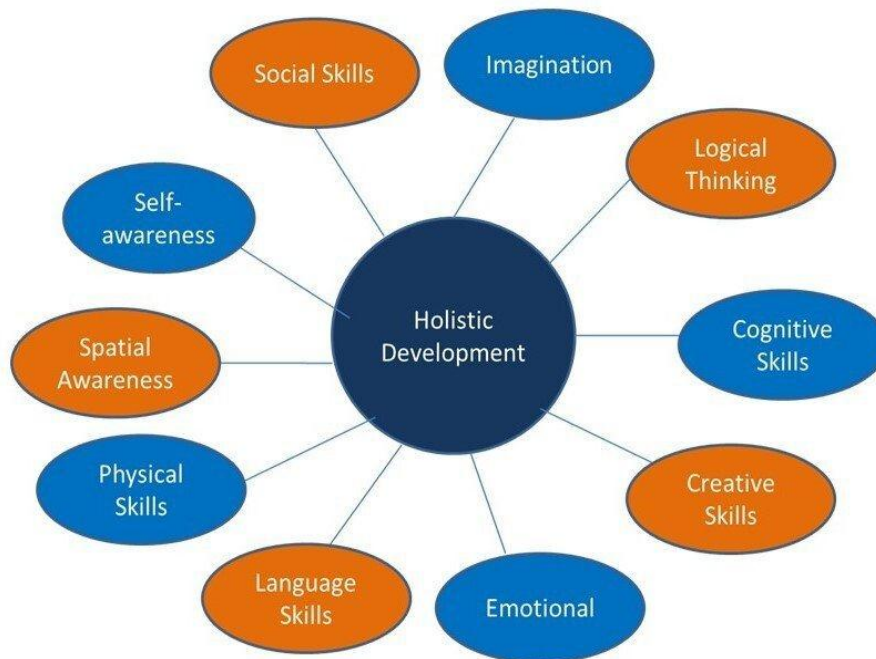 Social Skills
Imagination
Logical
Thinking
Self-
awareness
Holistic
Development
Cognitive
Skills
Spatial
Awareness
Physical
Skills
Creative
Skills
Language
Skills
Emotional